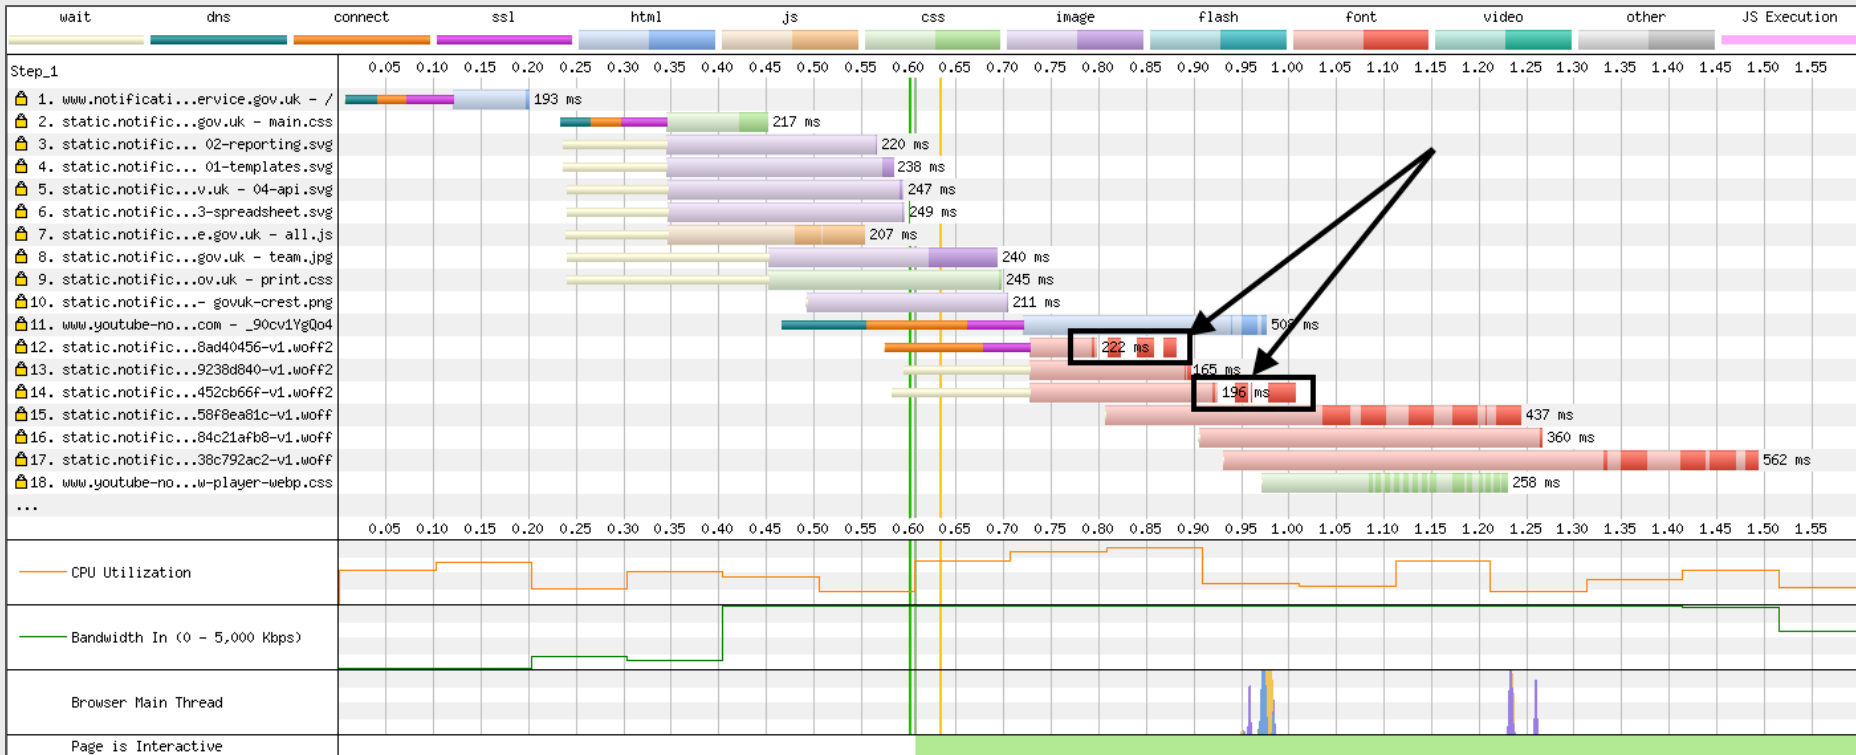 wait dns connect ssl html js css image flash font video other JS Execution
Step_1 0.05 0.10 0.15 0.20 0.25 0.30 0.35 0.40 0.45 0.50 0.55 0.60 0.65 0.70 0.75 0.80 0.85 0.90 0.95 1.00 1.05 1.10 1.15 1.20 1.25 1.30 1.35 1.40 1.45 1.50 1.55
1. www.notificati...ervice.gov.uk - / 193 ms
2. static.notific...gov.uk - main.css 217 ms
3. static.notific... 02-reporting.svg 220 ms
4. static.notific... 01-templates.svg 238 ms
5. static.notific...v.uk - 04-api.svg 247 ms
6. static.notific...3-spreadsheet.svg 249 ms
7. static.notific...e.gov.uk - all.js 207 ms
8. static.notific...gov.uk - team.jpg 240 ms
9. static.notific...ov.uk - print.css 245 ms
10. static.notific...- govuk-crest.png 211 ms
11. www.youtube-no...com - _90cv1YgQo4 ms
12. static.notific...8ad40456-v1.woff2 222 ms
13. static.notific...9238d840-v1.woff2 165 ms
14. static.notific...452cb66f-v1.woff2 196 ms
15. static.notific...58f8ea81c-v1.woff 437 ms
16. static.notific...84c21afb8-v1.woff 360 ms
17. static.notific...38c792ac2-v1.woff 562 ms
18. www.youtube-no...w-player-webp.css 258 ms
...
0.05 0.10 0.15 0.20 0.25 0.30 0.35 0.40 0.45 0.50 0.55 0.60 0.65 0.70 0.75 0.80 0.85 0.90 0.95 1.00 1.05 1.10 1.15 1.20 1.25 1.30 1.35 1.40 1.45 1.50 1.55
CPU Utilization
Bandwidth In (0 - 5,000 Kbps)
Browser Main Thread
Page is Interactive